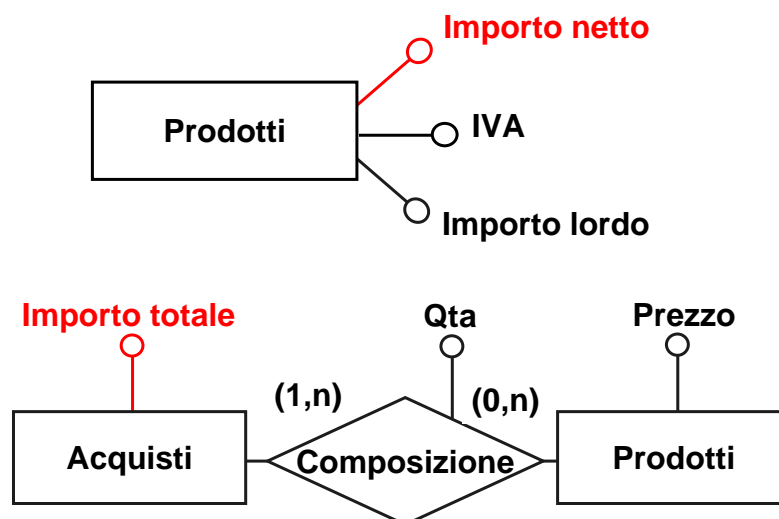 Importo netto
Prodotti
IVA
Importo lordo
Importo totale
Qta
Prezzo
(1,n)
(0,n)
Acquisti
Composizione
Prodotti